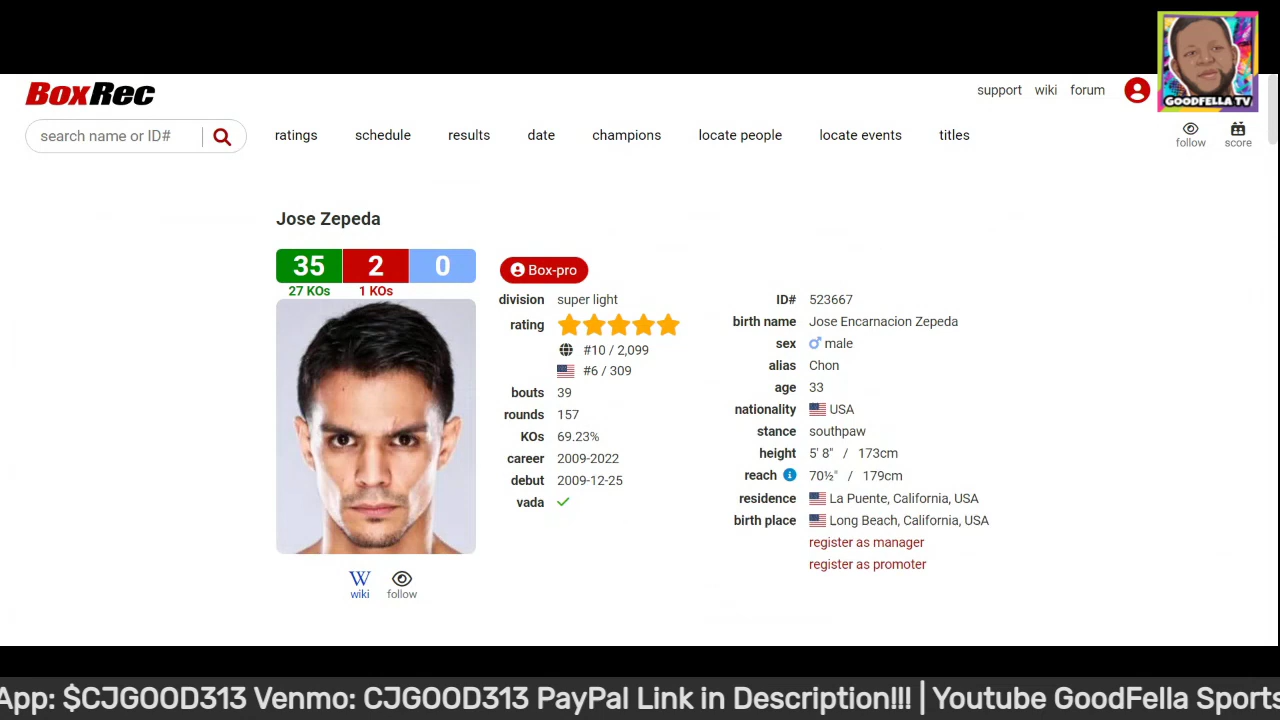 GOODFELLA TV
BoxRec
support wiki forum
search name or ID#
ratings schedule results date champions locate people locate events titles
follow score
Jose Zepeda
35 2 0
27 KOs 1 KOs
Box-pro
division super light
rating
#10 / 2,099
#6 / 309
bouts 39
rounds 157
KOs 69.23%
career 2009-2022
debut 2009-12-25
vada
ID# 523667
birth name Jose Encarnacion Zepeda
sex male
alias Chon
age 33
nationality USA
stance southpaw
height 5' 8" / 173cm
reach 70½" / 179cm
residence La Puente, California, USA
birth place Long Beach, California, USA
register as manager
register as promoter
W
wiki follow
App: $CJGOOD313 Venmo: CJGOOD313 PayPal Link in Description!!! | Youtube GoodFella Sports